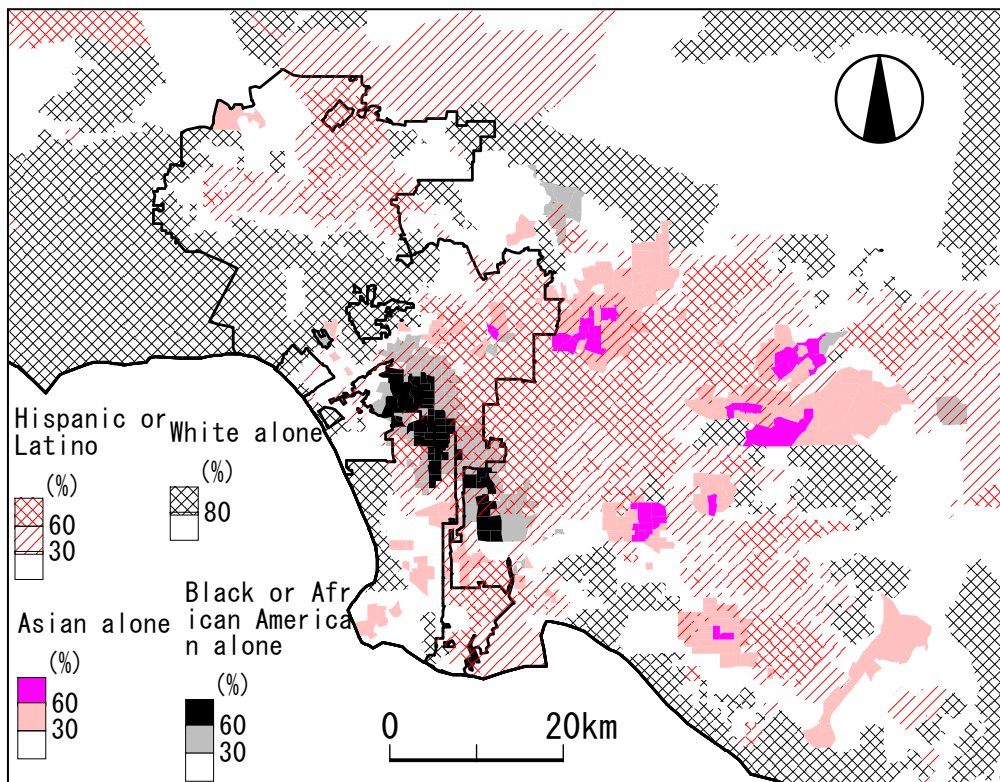 Hispanic or
Latino
(%)
60
30
White alone
(%)
80
Asian alone
(%)
60
30
Black or Afr
ican America
n alone
(%)
60
30
0 20km